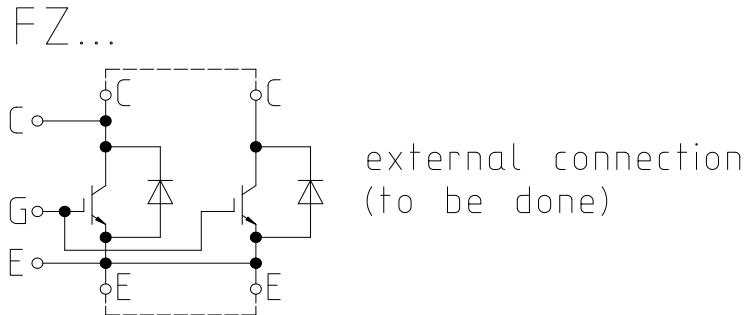 FZ...
C C
C
external connection
G
(to be done)
E
E E